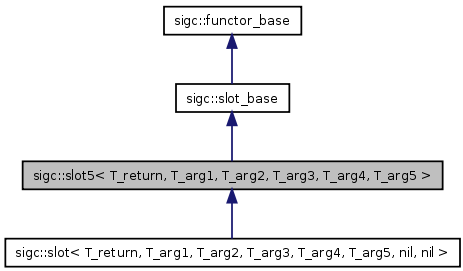 sigc::functor_base
sigc::slot_base
sigc::slot5< T_return, T_arg1, T_arg2, T_arg3, T_arg4, T_arg5 >
sigc::slot< T_return, T_arg1, T_arg2, T_arg3, T_arg4, T_arg5, nil, nil >